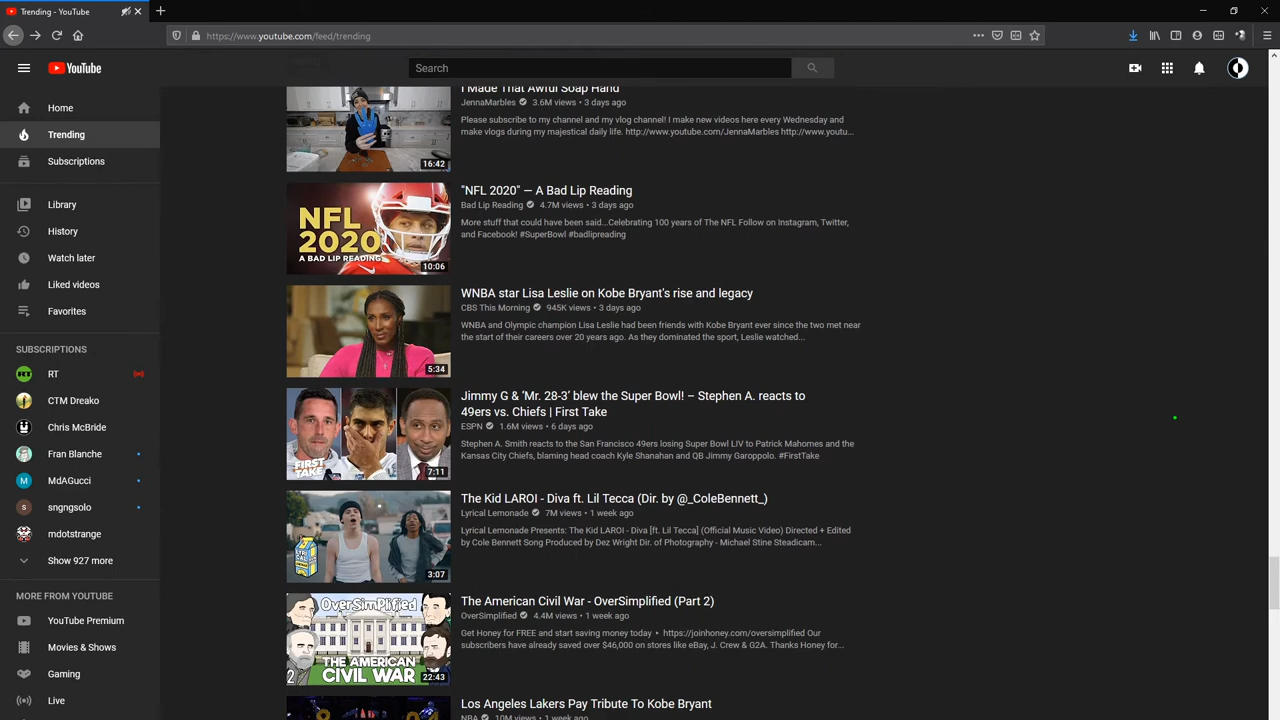 Trending - YouTube
https://www.youtube.com/feed/trending
YouTube
Search
Home
Trending
Subscriptions
Library
History
Watch later
Liked videos
Favorites
SUBSCRIPTIONS
RT
RT
CTM Dreako
Chris McBride
Fran Blanche
M
MdAGucci
s
sngngsolo
mdotstrange
Show 927 more
MORE FROM YOUTUBE
YouTube Premium
Movies & Shows
Gaming
Live
I Made That Awful Soap Hand
JennaMarbles 3.6M views • 3 days ago
Please subscribe to my channel and my vlog channel! I make new videos here every Wednesday and
make vlogs during my majestical daily life. http://www.youtube.com/JennaMarbles http://www.youtu...
16:42
NFL
2020
A BAD LIP READING
10:06
"NFL 2020" — A Bad Lip Reading
Bad Lip Reading 4.7M views • 3 days ago
More stuff that could have been said...Celebrating 100 years of The NFL Follow on Instagram, Twitter,
and Facebook! #SuperBowl #badlipreading
5:34
WNBA star Lisa Leslie on Kobe Bryant's rise and legacy
CBS This Morning 945K views • 3 days ago
WNBA and Olympic champion Lisa Leslie had been friends with Kobe Bryant ever since the two met near
the start of their careers over 20 years ago. As they dominated the sport, Leslie watched...
FIRST
TAKE
7:11
Jimmy G & ‘Mr. 28-3’ blew the Super Bowl! – Stephen A. reacts to
49ers vs. Chiefs | First Take
ESPN 1.6M views • 6 days ago
Stephen A. Smith reacts to the San Francisco 49ers losing Super Bowl LIV to Patrick Mahomes and the
Kansas City Chiefs, blaming head coach Kyle Shanahan and QB Jimmy Garoppolo. #FirstTake
LYRICAL
LEMONADE
3:07
The Kid LAROI - Diva ft. Lil Tecca (Dir. by @_ColeBennett_)
Lyrical Lemonade 7M views • 1 week ago
Lyrical Lemonade Presents: The Kid LAROI - Diva [ft. Lil Tecca] (Official Music Video) Directed + Edited
by Cole Bennett Song Produced by Dez Wright Dir. of Photography - Michael Stine Steadicam...
OverSimplified
THE AMERICAN
CIVIL WAR
2
22:43
The American Civil War - OverSimplified (Part 2)
OverSimplified 4.4M views • 1 week ago
Get Honey for FREE and start saving money today ‣ https://joinhoney.com/oversimplified Our
subscribers have already saved over $46,000 on stores like eBay, J. Crew & G2A. Thanks Honey for...
Los Angeles Lakers Pay Tribute To Kobe Bryant
NBA 10M views • 1 week ago